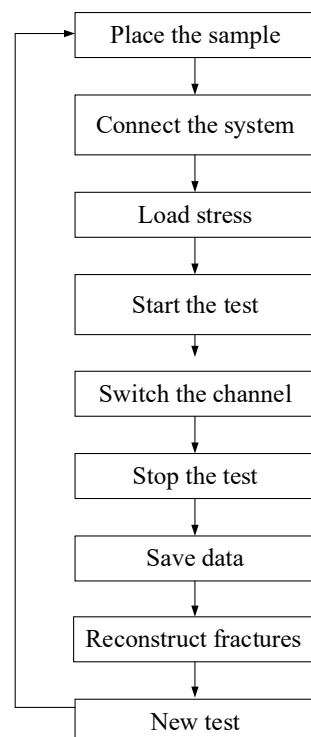 Place the sample
Connect the system
Load stress
Start the test
Switch the channel
Stop the test
Save data
Reconstruct fractures
New test